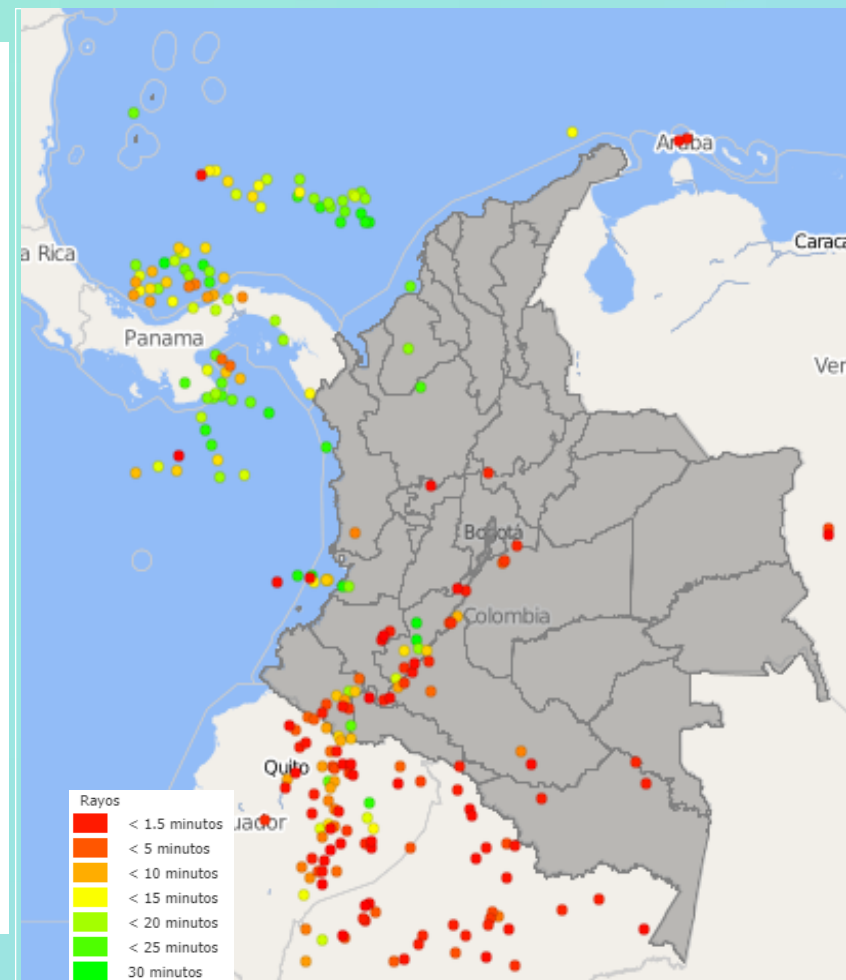 Aruba
Caraca
a Rica
Panama
Ver
Bogotá
Colombia
Quito
uador
Rayos
< 1.5 minutos
< 5 minutos
< 10 minutos
< 15 minutos
< 20 minutos
< 25 minutos
30 minutos